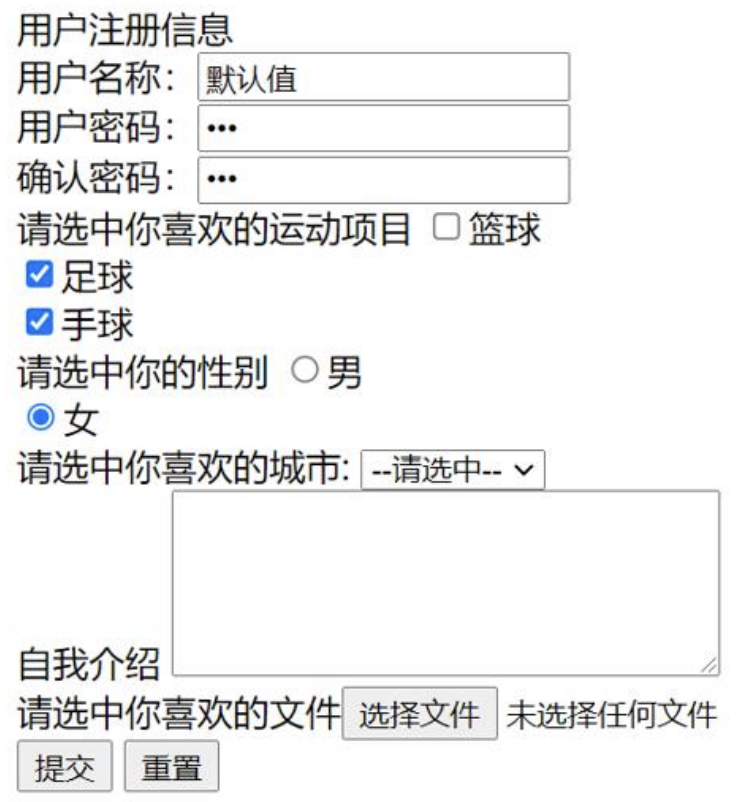 用户注册信息
用户名称：默认值
用户密码：•••
确认密码：•••
请选中你喜欢的运动项目 篮球
足球
手球
请选中你的性别 男
女
请选中你喜欢的城市: --请选中--
自我介绍
请选中你喜欢的文件 选择文件 未选择任何文件
提交 重置